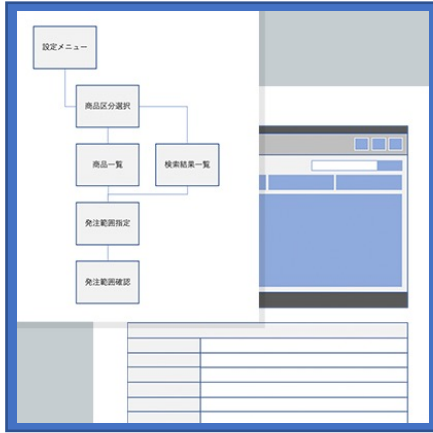 設定メニュー
商品区分選択
商品一覧
検索結果一覧
発注範囲指定
発注範囲確認